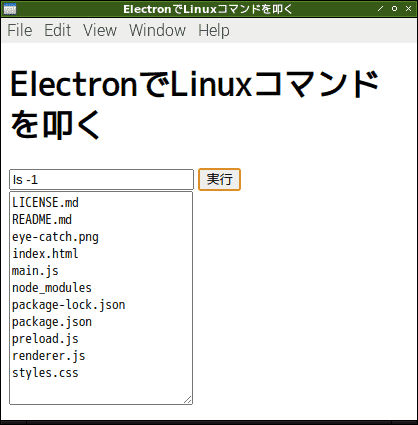 ElectronでLinuxコマンドを叩く
File Edit View Window Help
ElectronでLinuxコマンド
を叩く
ls -1 実行
LICENSE.md
README.md
eye-catch.png
index.html
main.js
node_modules
package-lock.json
package.json
preload.js
renderer.js
styles.css